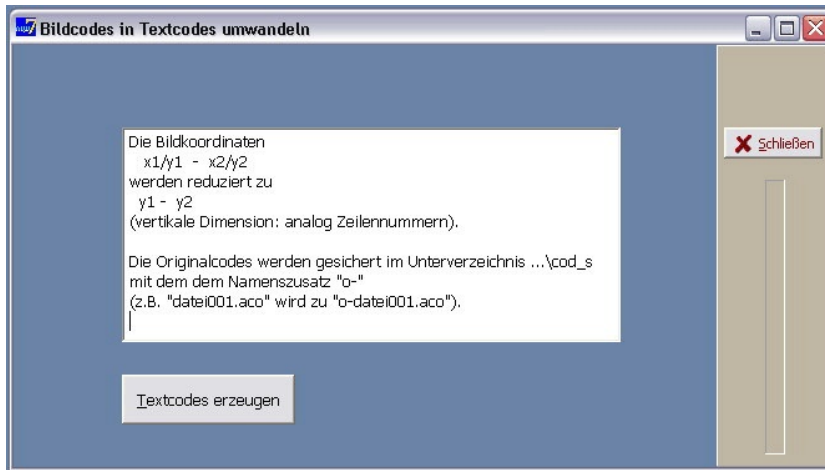 Bildcodes in Textcodes umwandeln
Die Bildkoordinaten
x1/y1 - x2/y2
werden reduziert zu
y1 - y2
(vertikale Dimension: analog Zeilennummern).
Die Originalcodes werden gesichert im Unterverzeichnis ...\cod_s
mit dem dem Namenszusatz "o-"
(z.B. "datei001.aco" wird zu "o-datei001.aco").
Schließen
Textcodes erzeugen